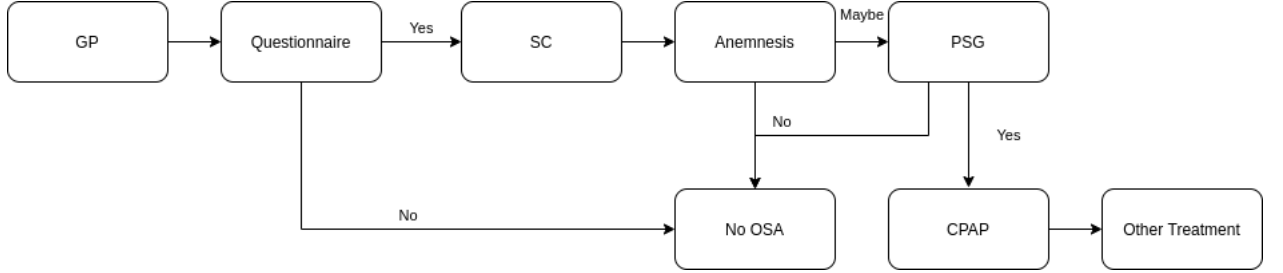 Maybe
GP
Questionnaire
Yes
SC
Anemnesis
PSG
No
Yes
No
No OSA
CPAP
Other Treatment